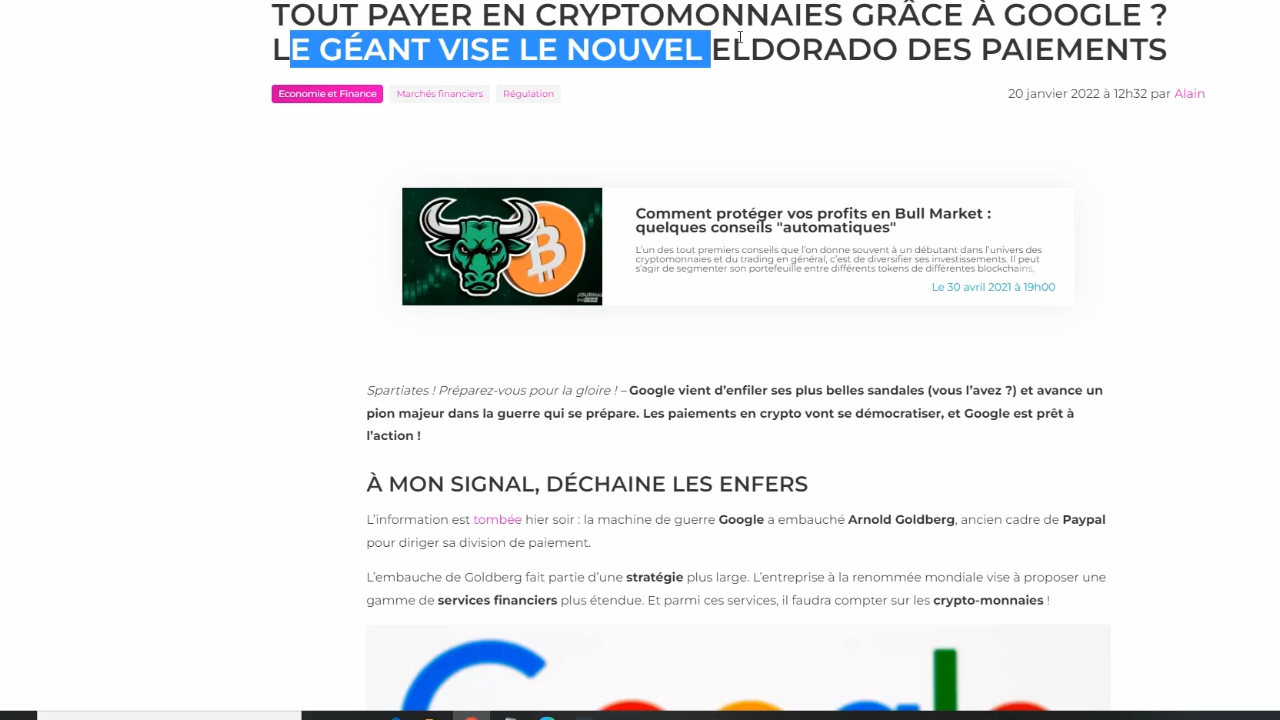 TOUT PAYER EN CRYPTOMONNAIES GRÂCE À GOOGLE ?
LE GÉANT VISE LE NOUVEL ELDORADO DES PAIEMENTS
Economie et Finance
Marchés financiers
Régulation
20 janvier 2022 à 12h32 par Alain
Comment protéger vos profits en Bull Market :
quelques conseils "automatiques"
L'un des tout premiers conseils que l'on donne souvent à un débutant dans l'univers des
cryptomonnaies et du trading en général, c'est de diversifier ses investissements. Il peut
s'agir de segmenter son portefeuille entre différents tokens de différentes blockchains,
Le 30 avril 2021 à 19h00
Spartiates ! Préparez-vous pour la gloire ! – Google vient d’enfiler ses plus belles sandales (vous l’avez ?) et avance un
pion majeur dans la guerre qui se prépare. Les paiements en crypto vont se démocratiser, et Google est prêt à
l’action !
À MON SIGNAL, DÉCHAINE LES ENFERS
L’information est tombée hier soir : la machine de guerre Google a embauché Arnold Goldberg, ancien cadre de Paypal
pour diriger sa division de paiement.
L’embauche de Goldberg fait partie d’une stratégie plus large. L’entreprise à la renommée mondiale vise à proposer une
gamme de services financiers plus étendue. Et parmi ces services, il faudra compter sur les crypto-monnaies !
Google